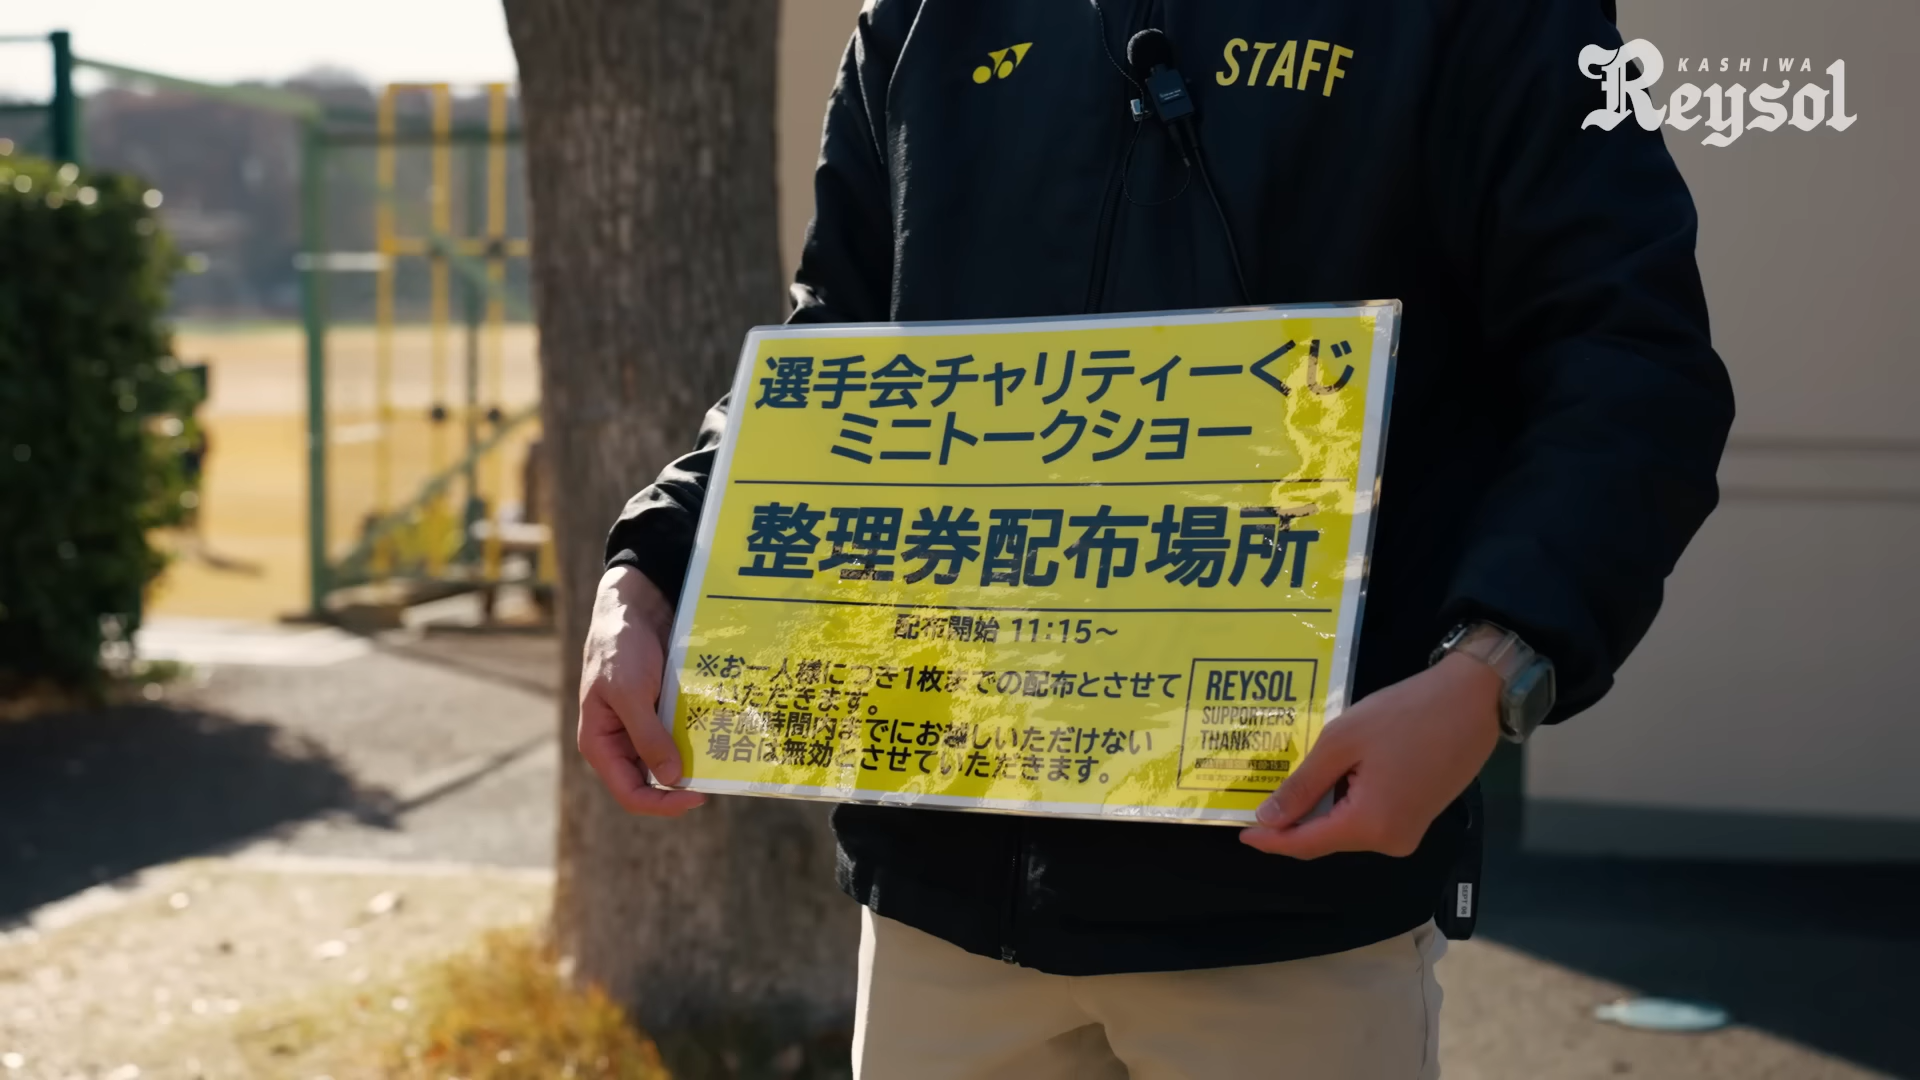 STAFF
KASHIWA
Reysol
選手会チャリティーくじ
ミニトークショー
整理券配布場所
配布開始 11:15~
※お一人様につき1枚までの配布とさせて
いただきます。
※実施時間内までにお越しいただけない
場合は無効とさせていただきます。
REYSOL
SUPPORTERS
THANKSDAY